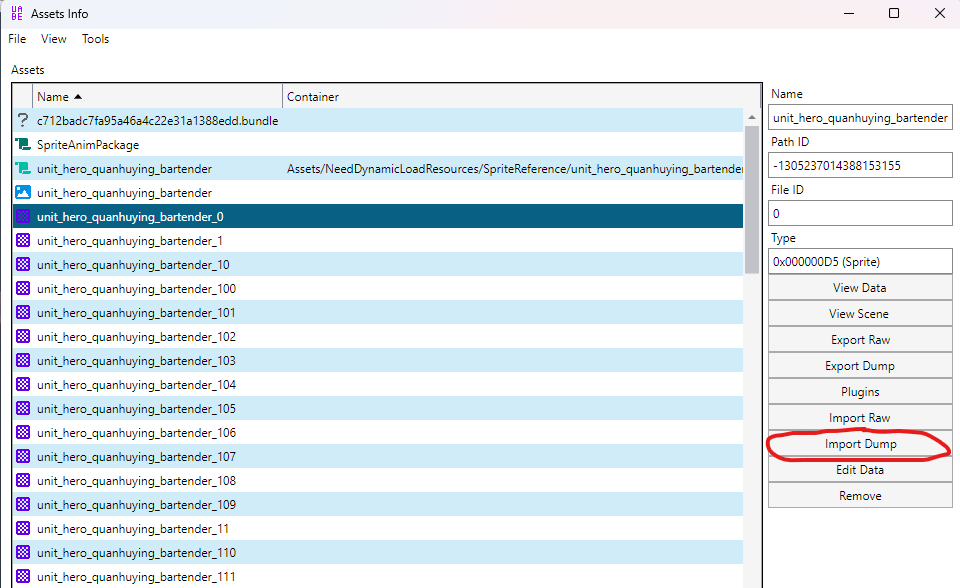 UA
BE
Assets Info
File View Tools
Assets
Name Container
? c712badc7fa95a46a4c22e31a1388edd.bundle
SpriteAnimPackage
unit_hero_quanhuying_bartender Assets/NeedDynamicLoadResources/SpriteReference/unit_hero_quanhuying_bartender
unit_hero_quanhuying_bartender
unit_hero_quanhuying_bartender_0
unit_hero_quanhuying_bartender_1
unit_hero_quanhuying_bartender_10
unit_hero_quanhuying_bartender_100
unit_hero_quanhuying_bartender_101
unit_hero_quanhuying_bartender_102
unit_hero_quanhuying_bartender_103
unit_hero_quanhuying_bartender_104
unit_hero_quanhuying_bartender_105
unit_hero_quanhuying_bartender_106
unit_hero_quanhuying_bartender_107
unit_hero_quanhuying_bartender_108
unit_hero_quanhuying_bartender_109
unit_hero_quanhuying_bartender_11
unit_hero_quanhuying_bartender_110
unit_hero_quanhuying_bartender_111
Name
unit_hero_quanhuying_bartender
Path ID
-1305237014388153155
File ID
0
Type
0x000000D5 (Sprite)
View Data
View Scene
Export Raw
Export Dump
Plugins
Import Raw
Import Dump
Edit Data
Remove